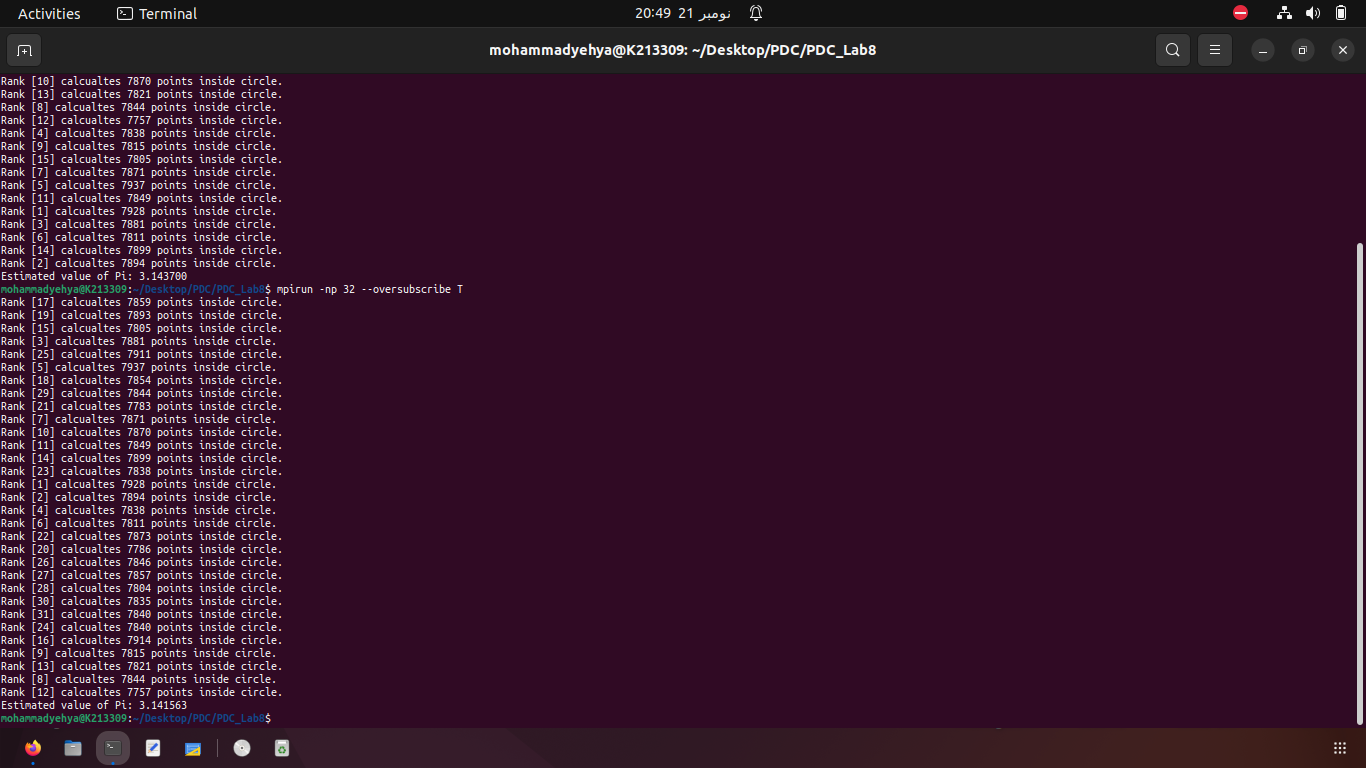 Activities Terminal 20:49 21 نومبر
mohammadyehya@K213309: ~/Desktop/PDC/PDC_Lab8
Rank [10] calcualtes 7870 points inside circle.
Rank [13] calcualtes 7821 points inside circle.
Rank [8] calcualtes 7844 points inside circle.
Rank [12] calcualtes 7757 points inside circle.
Rank [4] calcualtes 7838 points inside circle.
Rank [9] calcualtes 7815 points inside circle.
Rank [15] calcualtes 7805 points inside circle.
Rank [7] calcualtes 7871 points inside circle.
Rank [5] calcualtes 7937 points inside circle.
Rank [11] calcualtes 7849 points inside circle.
Rank [1] calcualtes 7928 points inside circle.
Rank [3] calcualtes 7881 points inside circle.
Rank [6] calcualtes 7811 points inside circle.
Rank [14] calcualtes 7899 points inside circle.
Rank [2] calcualtes 7894 points inside circle.
Estimated value of Pi: 3.143700
mohammadyehya@K213309:~/Desktop/PDC/PDC_Lab8$ mpirun -np 32 --oversubscribe T
Rank [17] calcualtes 7859 points inside circle.
Rank [19] calcualtes 7893 points inside circle.
Rank [15] calcualtes 7805 points inside circle.
Rank [3] calcualtes 7881 points inside circle.
Rank [25] calcualtes 7911 points inside circle.
Rank [5] calcualtes 7937 points inside circle.
Rank [18] calcualtes 7854 points inside circle.
Rank [29] calcualtes 7844 points inside circle.
Rank [21] calcualtes 7783 points inside circle.
Rank [7] calcualtes 7871 points inside circle.
Rank [10] calcualtes 7870 points inside circle.
Rank [11] calcualtes 7849 points inside circle.
Rank [14] calcualtes 7899 points inside circle.
Rank [23] calcualtes 7838 points inside circle.
Rank [1] calcualtes 7928 points inside circle.
Rank [2] calcualtes 7894 points inside circle.
Rank [4] calcualtes 7838 points inside circle.
Rank [6] calcualtes 7811 points inside circle.
Rank [22] calcualtes 7873 points inside circle.
Rank [20] calcualtes 7786 points inside circle.
Rank [26] calcualtes 7846 points inside circle.
Rank [27] calcualtes 7857 points inside circle.
Rank [28] calcualtes 7804 points inside circle.
Rank [30] calcualtes 7835 points inside circle.
Rank [31] calcualtes 7840 points inside circle.
Rank [24] calcualtes 7840 points inside circle.
Rank [16] calcualtes 7914 points inside circle.
Rank [9] calcualtes 7815 points inside circle.
Rank [13] calcualtes 7821 points inside circle.
Rank [8] calcualtes 7844 points inside circle.
Rank [12] calcualtes 7757 points inside circle.
Estimated value of Pi: 3.141563
mohammadyehya@K213309:~/Desktop/PDC/PDC_Lab8$